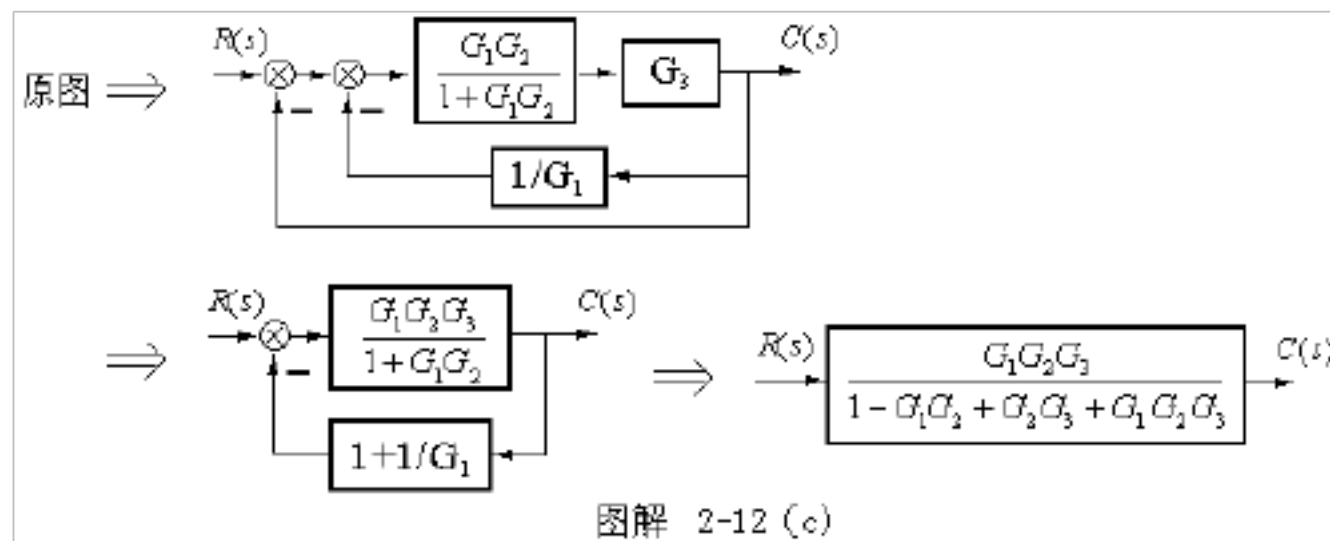 原图 ⇒
R(s)
G₁G₂
1+G₁G₂
G₃
C(s)
−
−
1/G₁
⇒
R(s)
G₁G₂G₃
1+G₁G₂
C(s)
−
1+1/G₁
⇒
R(s)
G₁G₂G₃
1−G₁G₂+G₂G₃+G₁G₂G₃
C(s)
图解 2-12 (c)